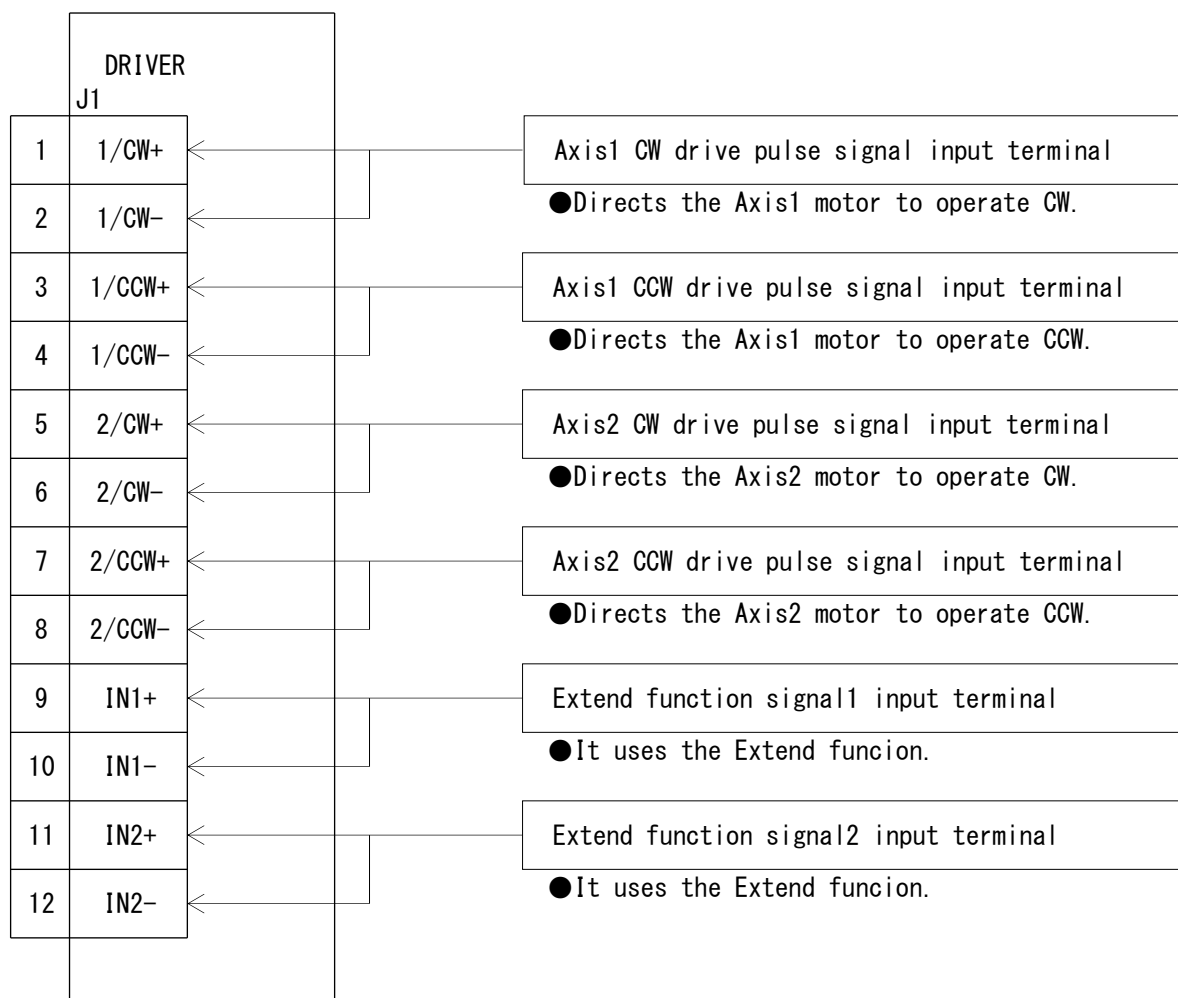 DRIVER
J1
1 1/CW+ Axis1 CW drive pulse signal input terminal
●Directs the Axis1 motor to operate CW.
2 1/CW-
3 1/CCW+ Axis1 CCW drive pulse signal input terminal
●Directs the Axis1 motor to operate CCW.
4 1/CCW-
5 2/CW+ Axis2 CW drive pulse signal input terminal
●Directs the Axis2 motor to operate CW.
6 2/CW-
7 2/CCW+ Axis2 CCW drive pulse signal input terminal
●Directs the Axis2 motor to operate CCW.
8 2/CCW-
9 IN1+ Extend function signal1 input terminal
●It uses the Extend funcion.
10 IN1-
11 IN2+ Extend function signal2 input terminal
●It uses the Extend funcion.
12 IN2-